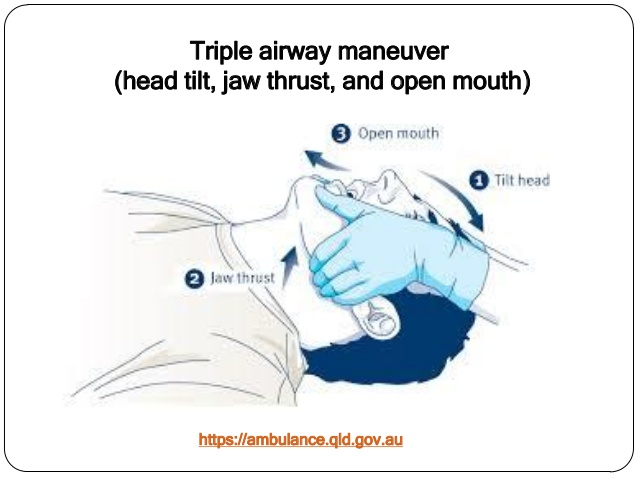 Triple airway maneuver
(head tilt, jaw thrust, and open mouth)
3 Open mouth
1 Tilt head
2 Jaw thrust
https://ambulance.qld.gov.au